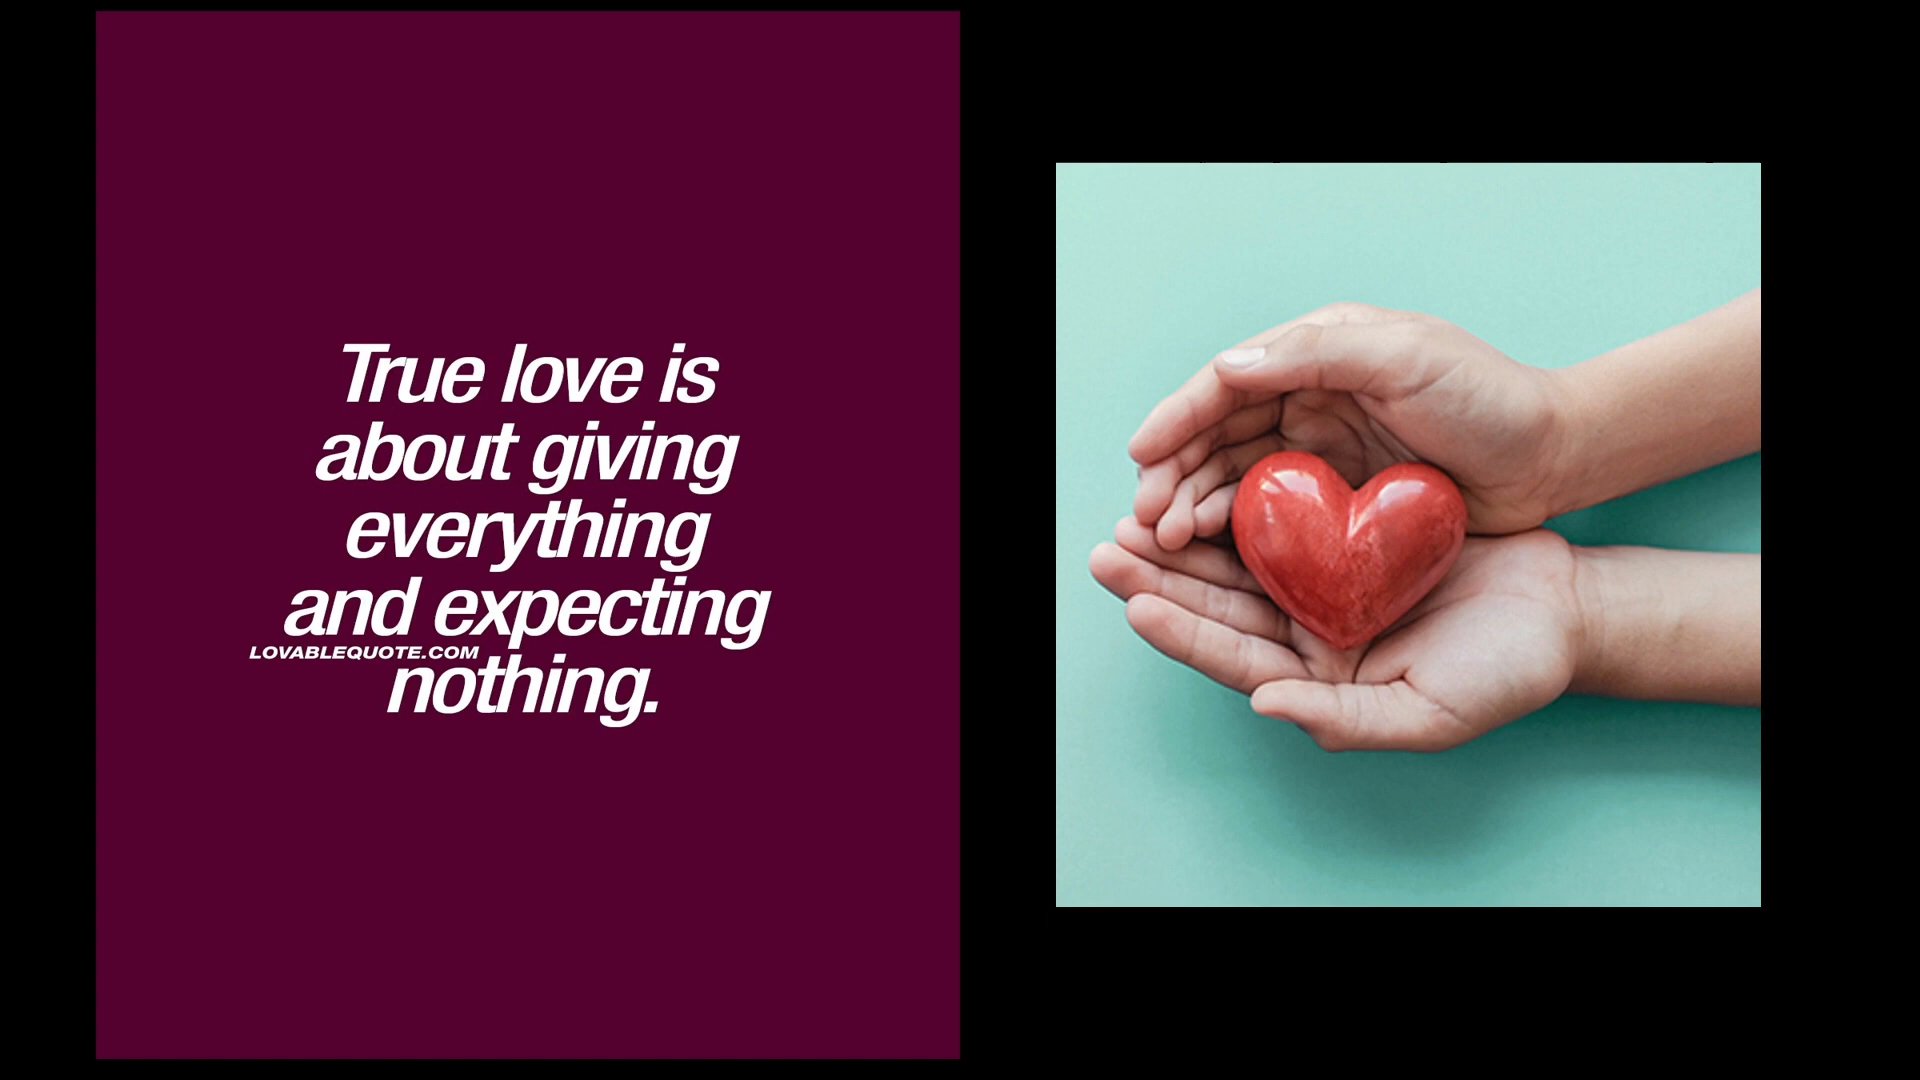 True love is
about giving
everything
and expecting
LOVABLEQUOTE.COM
nothing.